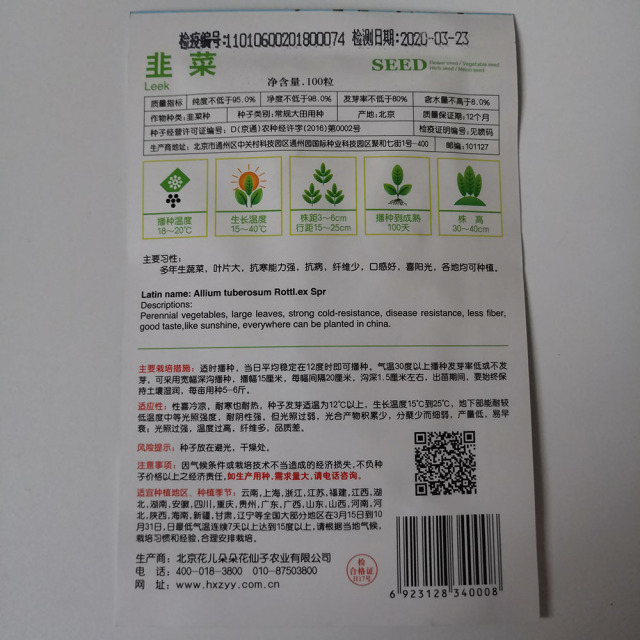 检疫编号:11010600201800074 检测日期:2020-03-23
韭菜
Leek
SEED Flower seed / Vegetable seed
Herb seed / Melon seed
净含量:100粒
质量指标 纯度不低于95.0% 净度不低于98.0% 发芽率不低于80% 含水量不高于8.0%
作物种类:韭菜种 种子类别:常规大田用种 产地:北京 质量保证期:12个月
种子经营许可证编号:D(京通)农种经许字(2016)第0002号 检疫证明编号:见喷码
生产商地址:北京市通州区中关村科技园区通州园国际种业科技园区聚和七街1号-400 邮编:101127
播种温度
18~20℃
生长温度
15~40℃
株距3~6cm
行距15~25cm
播种到成熟
100天
株 高
30~40cm
主要习性:
多年生蔬菜,叶片大,抗寒能力强,抗病,纤维少,口感好,喜阳光,各地均可种植。
Latin name: Allium tuberosum Rottl.ex Spr
Descriptions:
Perennial vegetables, large leaves, strong cold-resistance, disease resistance, less fiber,
good taste,like sunshine, everywhere can be planted in china.
主要栽培措施:适时播种,当日平均稳定在12度时即可播种。气温30度以上播种发芽率低或不发
芽,可采用宽幅深沟播种,播幅15厘米,每幅间隔20厘米,沟深1.5厘米左右,出苗期间,要始终保
持土壤湿润,每亩用种5-6斤。
适应性:性喜冷凉,耐寒也耐热,种子发芽适温为12℃以上,生长温度15℃到25℃,地下部能耐较
低温度中等光照强度,耐阴性强,但光照过弱,光合产物积累少,分蘖少而细弱,产量低,易早
衰;光照过强,温度过高,纤维多,品质差。
风险提示:种子放在避光,干燥处。
注意事项:因气候条件或栽培技术不当造成的经济损失,不负种
子价格以上之经济责任,如生产用种,需求量大,请电话咨询。
适宜种植地区、种植季节:云南,上海,浙江,江苏,福建,江西,湖
北,湖南,安徽,四川,重庆,贵州,广东,广西,山东,山西,河南,河
北,陕西,海南,新疆,甘肃,辽宁等全国大部分地区在3月15日到10
月31日,日最低气温连续7天以上达到15度以上,请根据当地气候,
栽培习惯和经验,合理安排栽培。
生产商:北京花儿朵朵花仙子农业有限公司
电 话:400-018-3800 010-87503800
网 址:www.hxzyy.com.cn
检
合格证
共17号
6 923128 340008